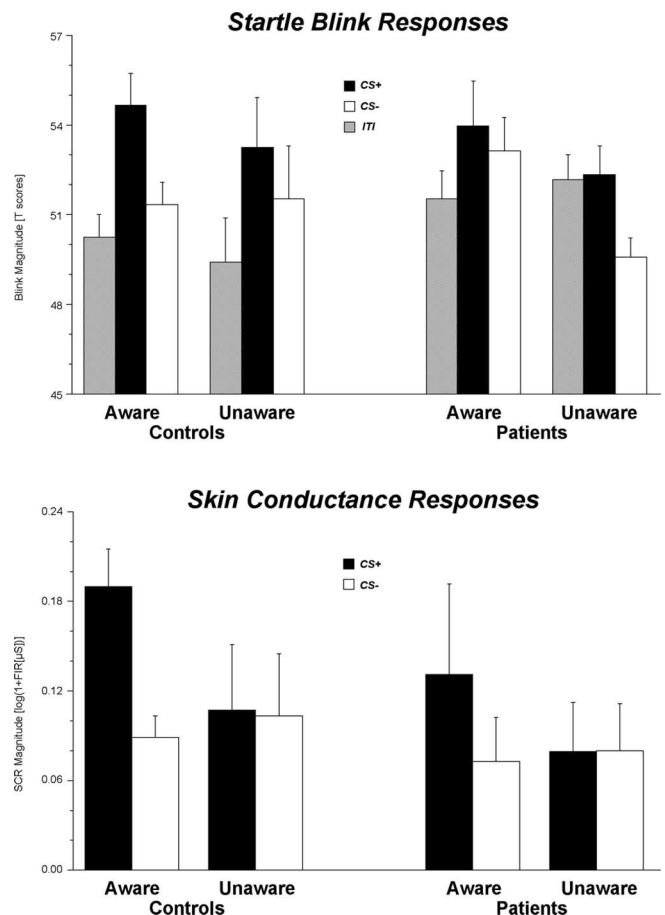 Startle Blink Responses
57
54
51
48
45
Blink Magnitude [T scores]
CS+
CS-
ITI
Aware Unaware Aware Unaware
Controls Patients
Skin Conductance Responses
0.24
0.18
0.12
0.06
0.00
SCR Magnitude [log(1+FIR[µS])]
CS+
CS-
Aware Unaware Aware Unaware
Controls Patients